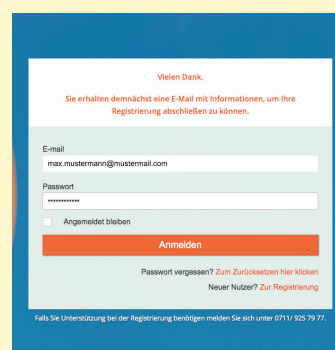 Vielen Dank.
Sie erhalten demnächst eine E-Mail mit Informationen, um Ihre
Registrierung abschließen zu können.
E-mail
max.mustermann@mustermail.com
Passwort
••••••••••••
Angemeldet bleiben
Anmelden
Passwort vergessen? Zum Zurücksetzen hier klicken
Neuer Nutzer? Zur Registrierung
Falls Sie Unterstützung bei der Registrierung benötigen melden Sie sich unter 0711/ 925 79 77.